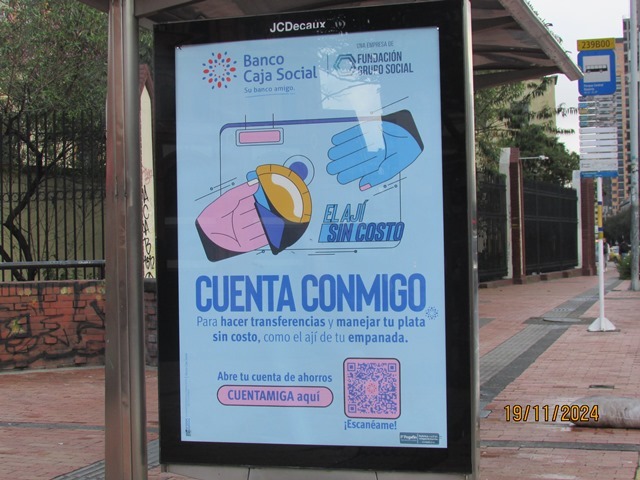 JCDecaux
Banco
Caja Social
Su banco amigo.
UNA EMPRESA DE
FUNDACIÓN
GRUPO SOCIAL
EL AJÍ
SIN COSTO
CUENTA CONMIGO
Para hacer transferencias y manejar tu plata
sin costo, como el ají de tu empanada.
Abre tu cuenta de ahorros
CUENTAMIGA aquí
¡Escanéame!
239B00
19/11/2024